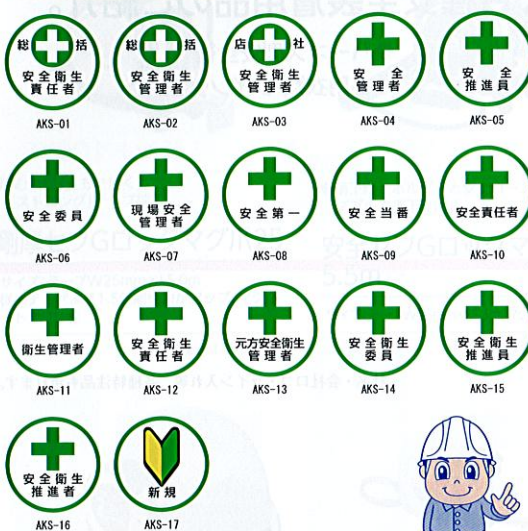 総 括
安全衛生
責任者
AKS-01
総 括
安全衛生
管理者
AKS-02
店 社
安全衛生
管理者
AKS-03
安 全
管理者
AKS-04
安 全
推進員
AKS-05
安全委員
AKS-06
現場安全
管理者
AKS-07
安全第一
AKS-08
安全当番
AKS-09
安全責任者
AKS-10
衛生管理者
AKS-11
安全衛生
責任者
AKS-12
元方安全衛生
管理者
AKS-13
安全衛生
委員
AKS-14
安全衛生
推進員
AKS-15
安全衛生
推進者
AKS-16
新規
AKS-17